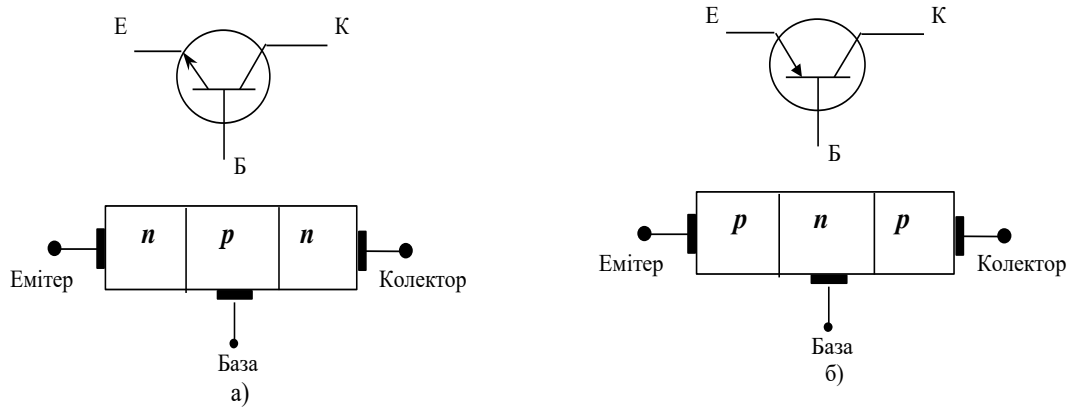 Е К
Б
n p n
Емітер Колектор
База
а)
Е К
Б
p n p
Емітер Колектор
База
б)